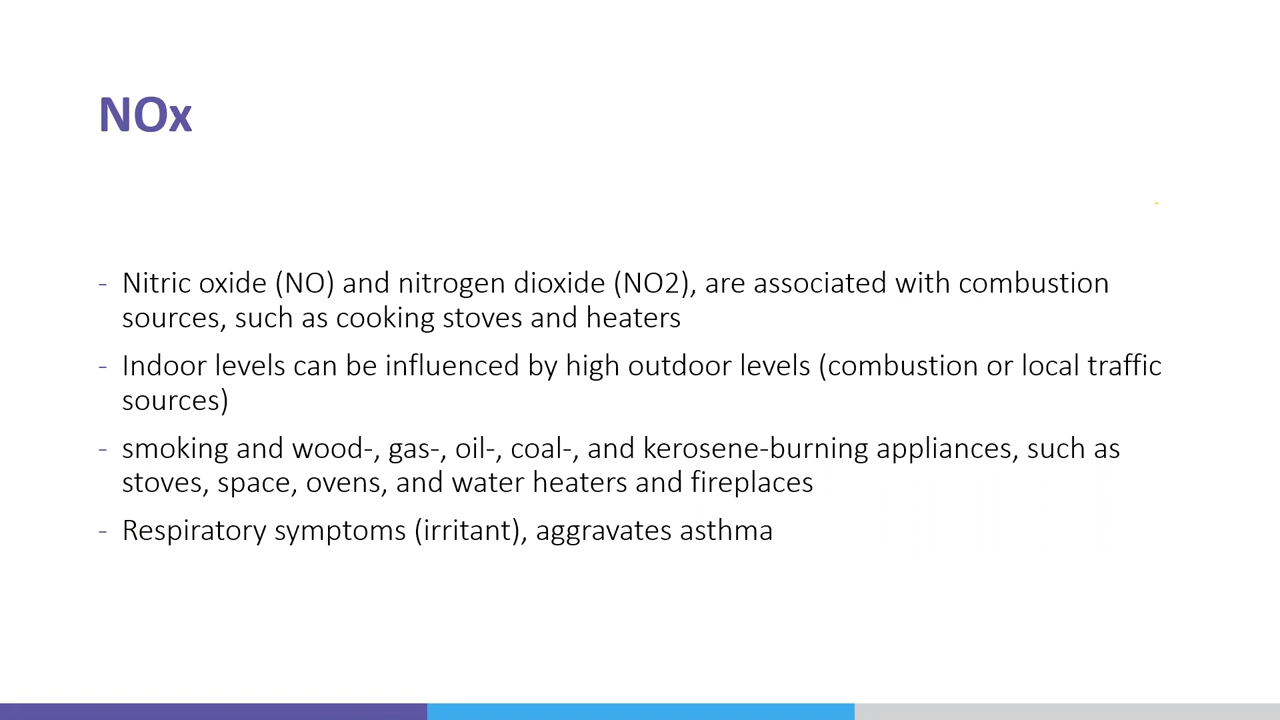 NOx
- Nitric oxide (NO) and nitrogen dioxide (NO2), are associated with combustion
sources, such as cooking stoves and heaters
- Indoor levels can be influenced by high outdoor levels (combustion or local traffic
sources)
- smoking and wood-, gas-, oil-, coal-, and kerosene-burning appliances, such as
stoves, space, ovens, and water heaters and fireplaces
- Respiratory symptoms (irritant), aggravates asthma